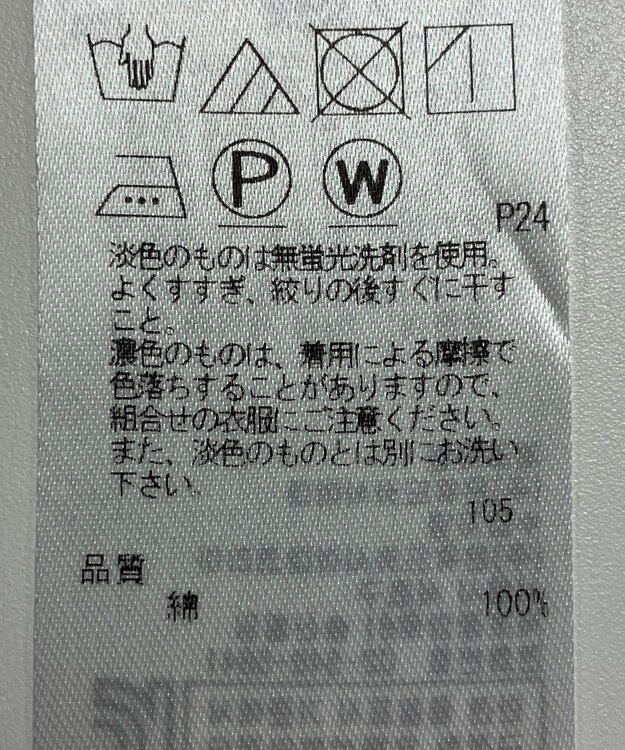 P W
P24
淡色のものは無蛍光洗剤を使用。
よくすすぎ、絞りの後すぐに干す
こと。
濃色のものは、着用による摩擦で
色落ちすることがありますので、
組合せの衣服にご注意ください。
また、淡色のものとは別にお洗い
下さい。
105
品質
綿 100%